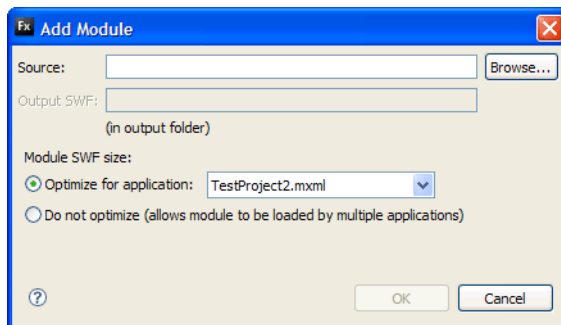 Fx Add Module
Source: Browse...
Output SWF:
(in output folder)
Module SWF size:
Optimize for application: TestProject2.mxml
Do not optimize (allows module to be loaded by multiple applications)
? OK Cancel